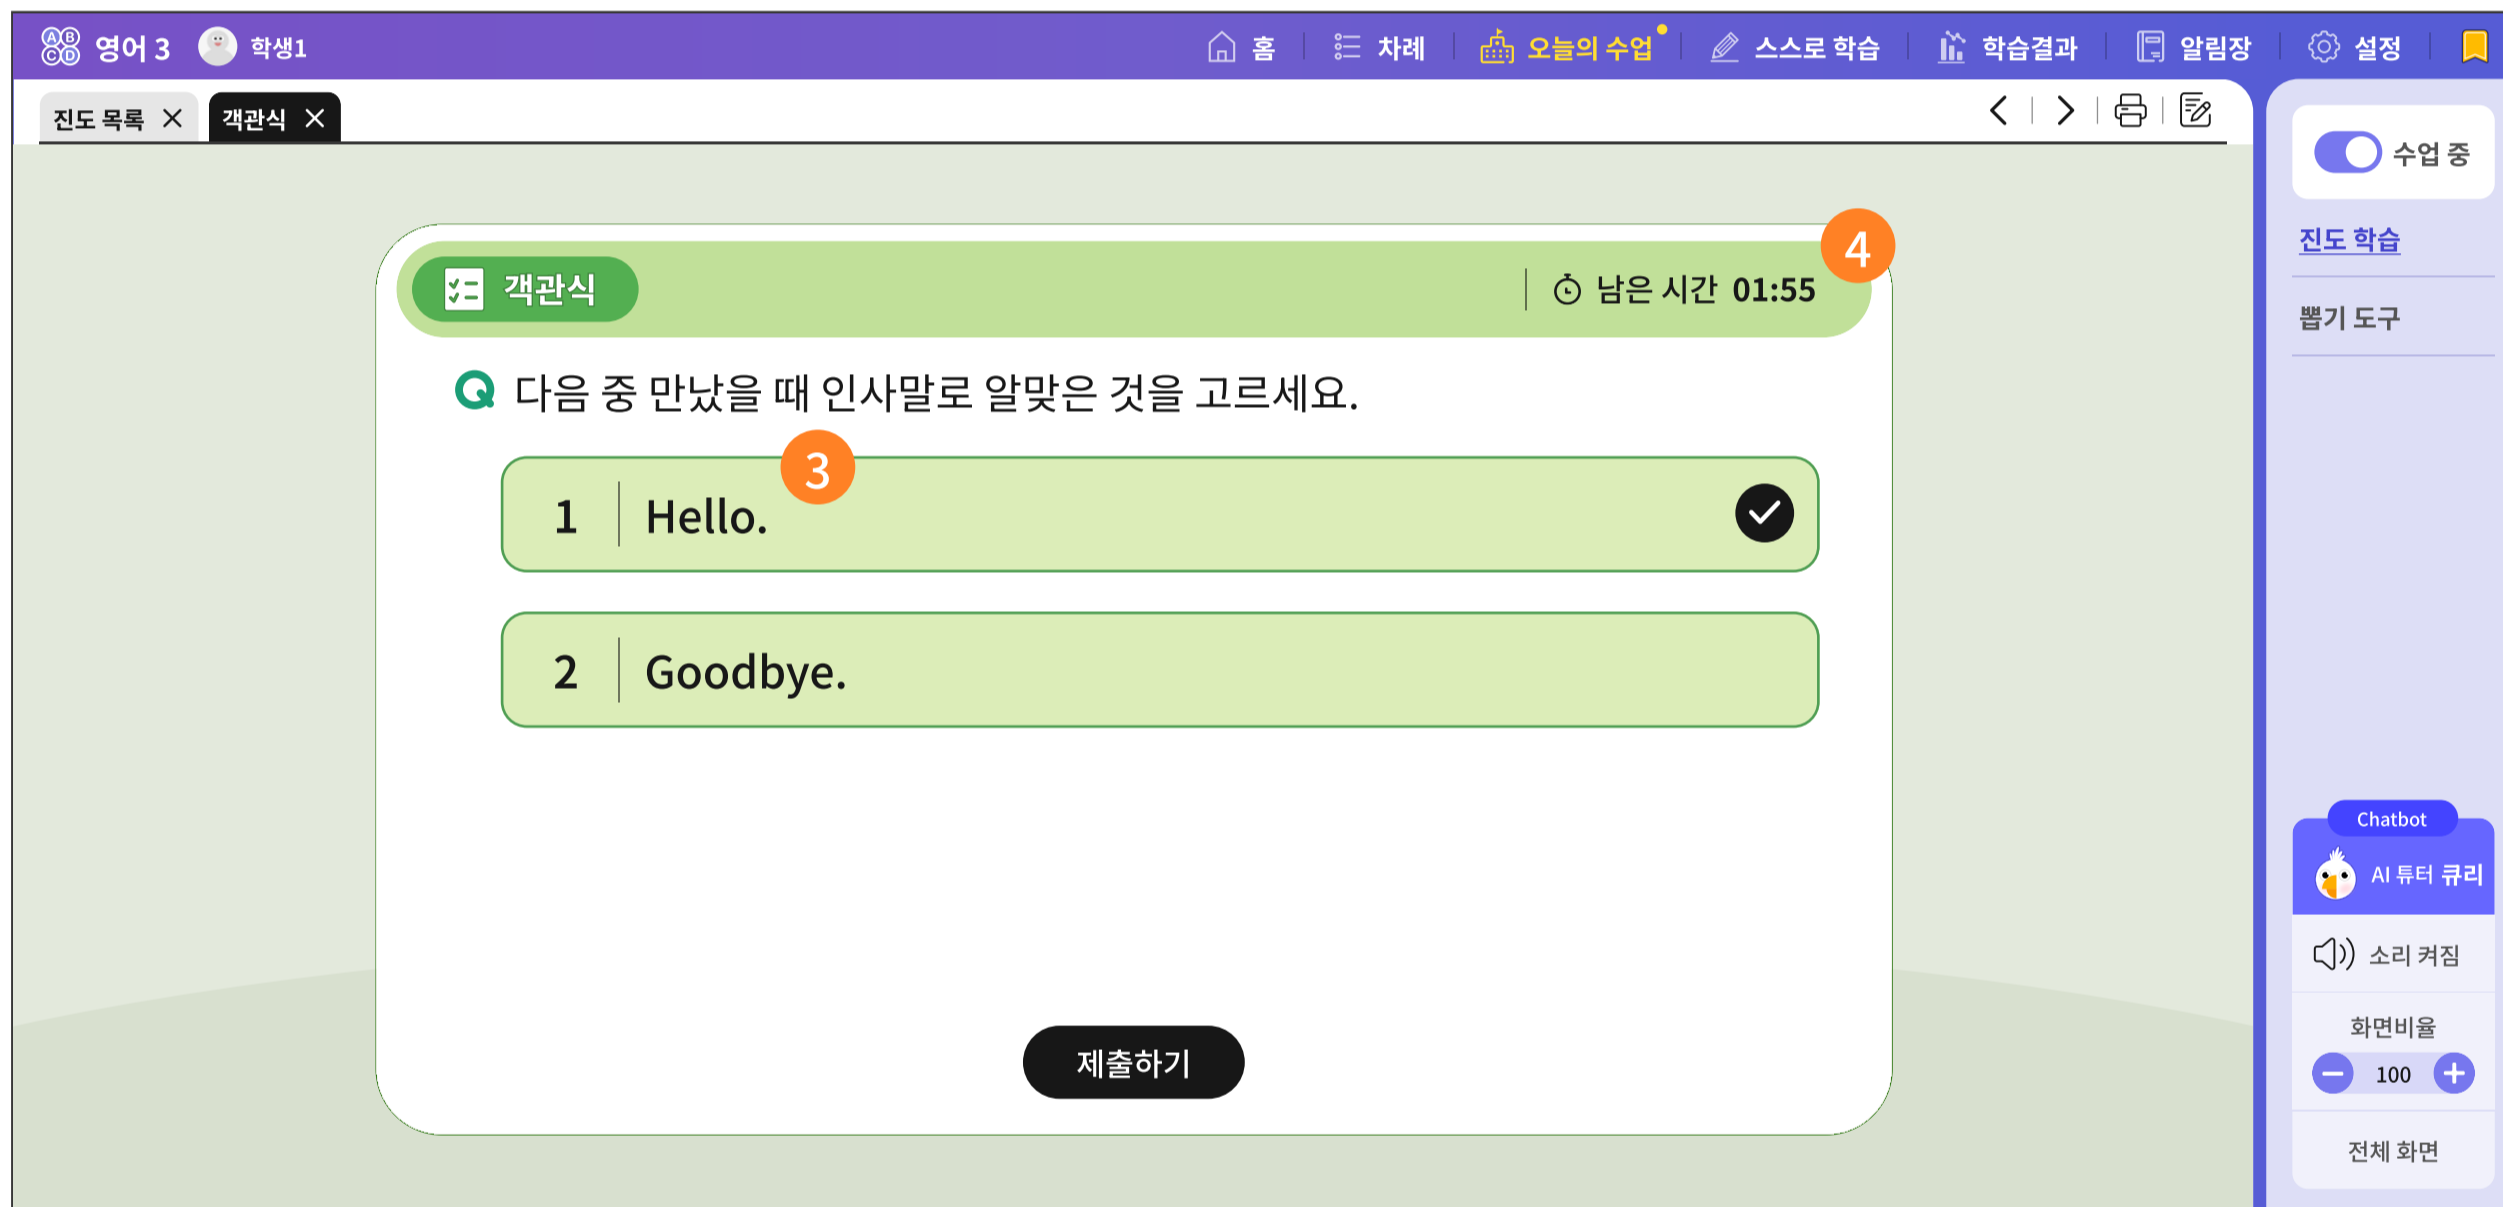 A B C D 영어 3 학생1 홈 차례 오늘의 수업 스스로 학습 학습결과 알림장 설정
진도 목록 객관식
수업 중
진도 학습
뽑기 도구
4
객관식 남은 시간 01:55
Q 다음 중 만났을 때 인사말로 알맞은 것을 고르세요.
3
1 Hello.
2 Goodbye.
제출하기
Chatbot
AI 튜터 큐리
소리 켜짐
화면비율
100
전체 화면